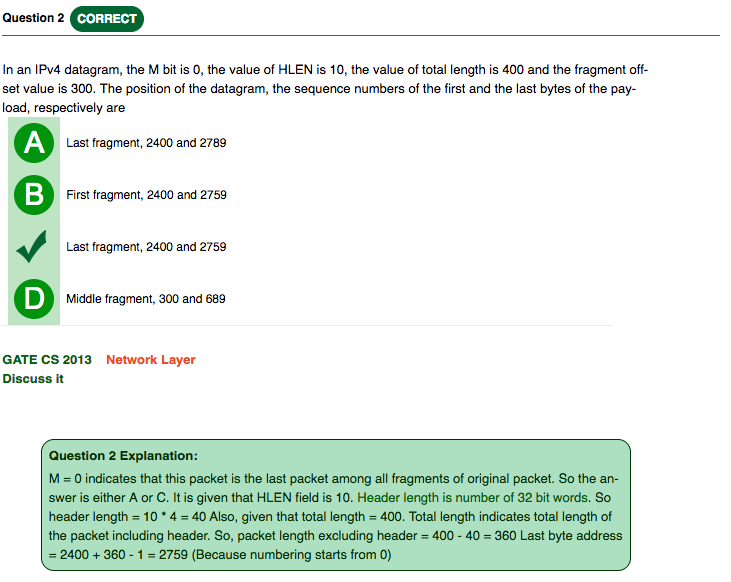 Question 2 CORRECT
In an IPv4 datagram, the M bit is 0, the value of HLEN is 10, the value of total length is 400 and the fragment off-
set value is 300. The position of the datagram, the sequence numbers of the first and the last bytes of the pay-
load, respectively are
A Last fragment, 2400 and 2789
B First fragment, 2400 and 2759
Last fragment, 2400 and 2759
D Middle fragment, 300 and 689
GATE CS 2013 Network Layer
Discuss it
Question 2 Explanation:
M = 0 indicates that this packet is the last packet among all fragments of original packet. So the an-
swer is either A or C. It is given that HLEN field is 10. Header length is number of 32 bit words. So
header length = 10 * 4 = 40 Also, given that total length = 400. Total length indicates total length of
the packet including header. So, packet length excluding header = 400 - 40 = 360 Last byte address
= 2400 + 360 - 1 = 2759 (Because numbering starts from 0)